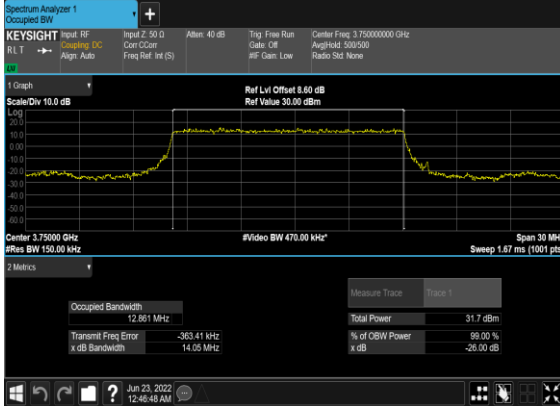 Spectrum Analyzer 1
Occupied BW
+
KEYSIGHT Input: RF Input Z: 50 Ω Atten: 40 dB Trig: Free Run Center Freq: 3.750000000 GHz
RLT Coupling: DC Corr CCorr Gate: Off Avg|Hold: 500/500
Align: Auto Freq Ref: Int (S) #IF Gain: Low Radio Std: None
1 Graph Ref Lvl Offset 8.60 dB
Scale/Div 10.0 dB Ref Value 30.00 dBm
Log
20.0
10.0
0.00
-10.0
-20.0
-30.0
-40.0
-50.0
-60.0
Center 3.75000 GHz #Video BW 470.00 kHz* Span 30 MH
#Res BW 150.00 kHz Sweep 1.67 ms (1001 pts
2 Metrics
Measure Trace Trace 1
Occupied Bandwidth
12.861 MHz Total Power 31.7 dBm
Transmit Freq Error -363.41 kHz % of OBW Power 99.00 %
x dB Bandwidth 14.05 MHz x dB -26.00 dB
? Jun 23, 2022
12:46:48 AM